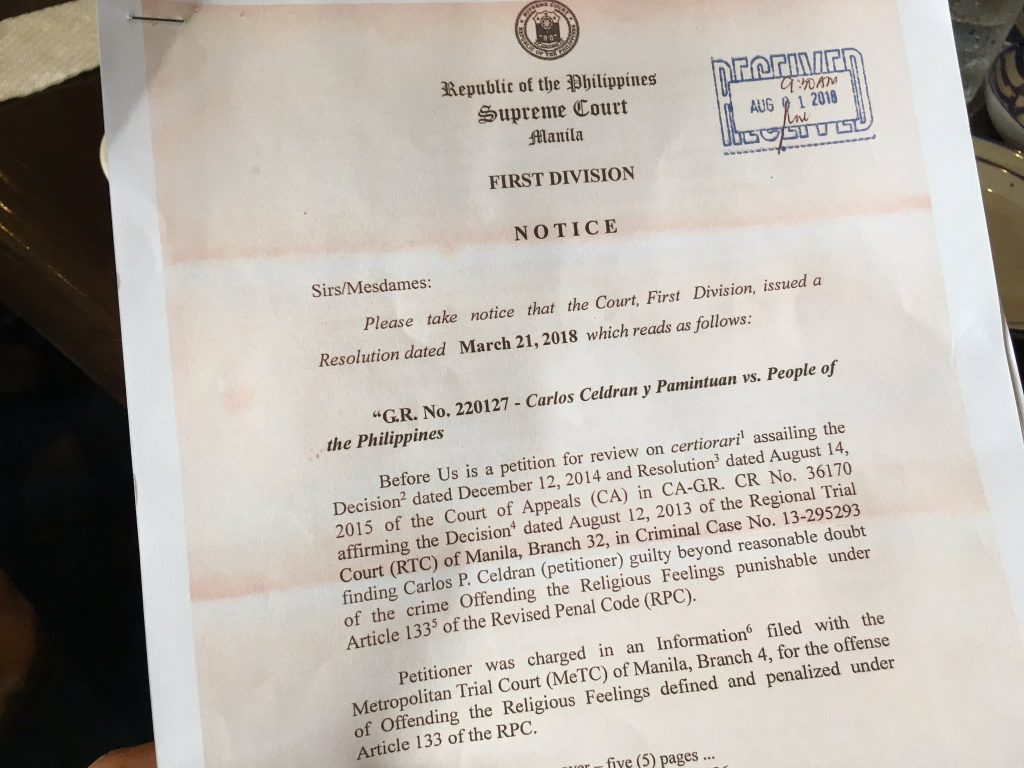 Republic of the Philippines
Supreme Court
Manila
RECEIVED
9:30AM
AUG 01 2018
RECEIVED
FIRST DIVISION
NOTICE
Sirs/Mesdames:
Please take notice that the Court, First Division, issued a
Resolution dated March 21, 2018 which reads as follows:
“G.R. No. 220127 - Carlos Celdran y Pamintuan vs. People of
the Philippines
Before Us is a petition for review on certiorari¹ assailing the
Decision² dated December 12, 2014 and Resolution³ dated August 14,
2015 of the Court of Appeals (CA) in CA-G.R. CR No. 36170
affirming the Decision⁴ dated August 12, 2013 of the Regional Trial
Court (RTC) of Manila, Branch 32, in Criminal Case No. 13-295293
finding Carlos P. Celdran (petitioner) guilty beyond reasonable doubt
of the crime Offending the Religious Feelings punishable under
Article 133⁵ of the Revised Penal Code (RPC).
Petitioner was charged in an Information⁶ filed with the
Metropolitan Trial Court (MeTC) of Manila, Branch 4, for the offense
of Offending the Religious Feelings defined and penalized under
Article 133 of the RPC.
– five (5) pages ...